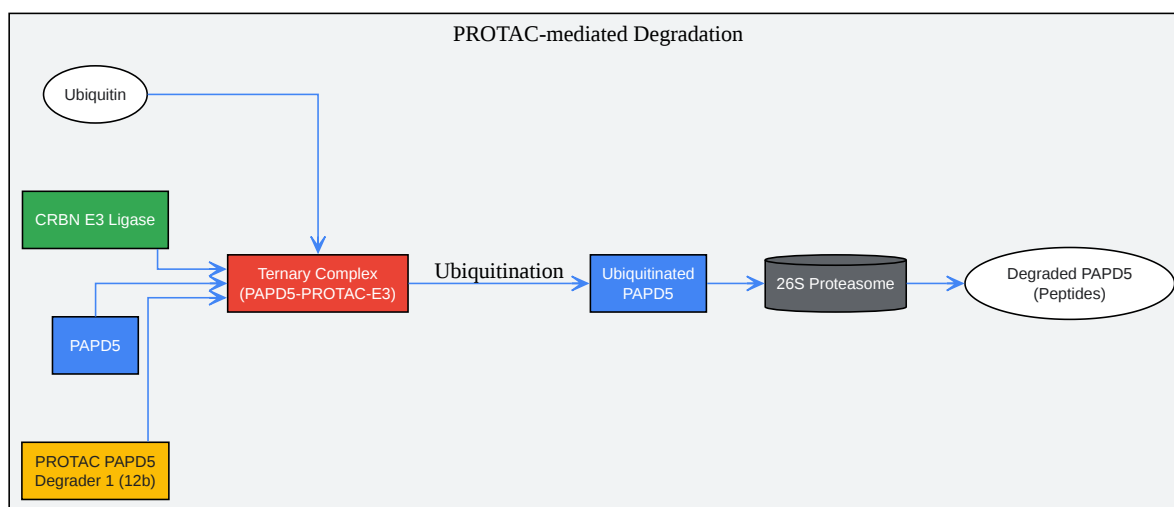 PROTAC-mediated Degradation
Ubiquitin
CRBN E3 Ligase
Ternary Complex
(PAPD5-PROTAC-E3)
Ubiquitination
Ubiquitinated
PAPD5
26S Proteasome
Degraded PAPD5
(Peptides)
PAPD5
PROTAC PAPD5
Degrader 1 (12b)